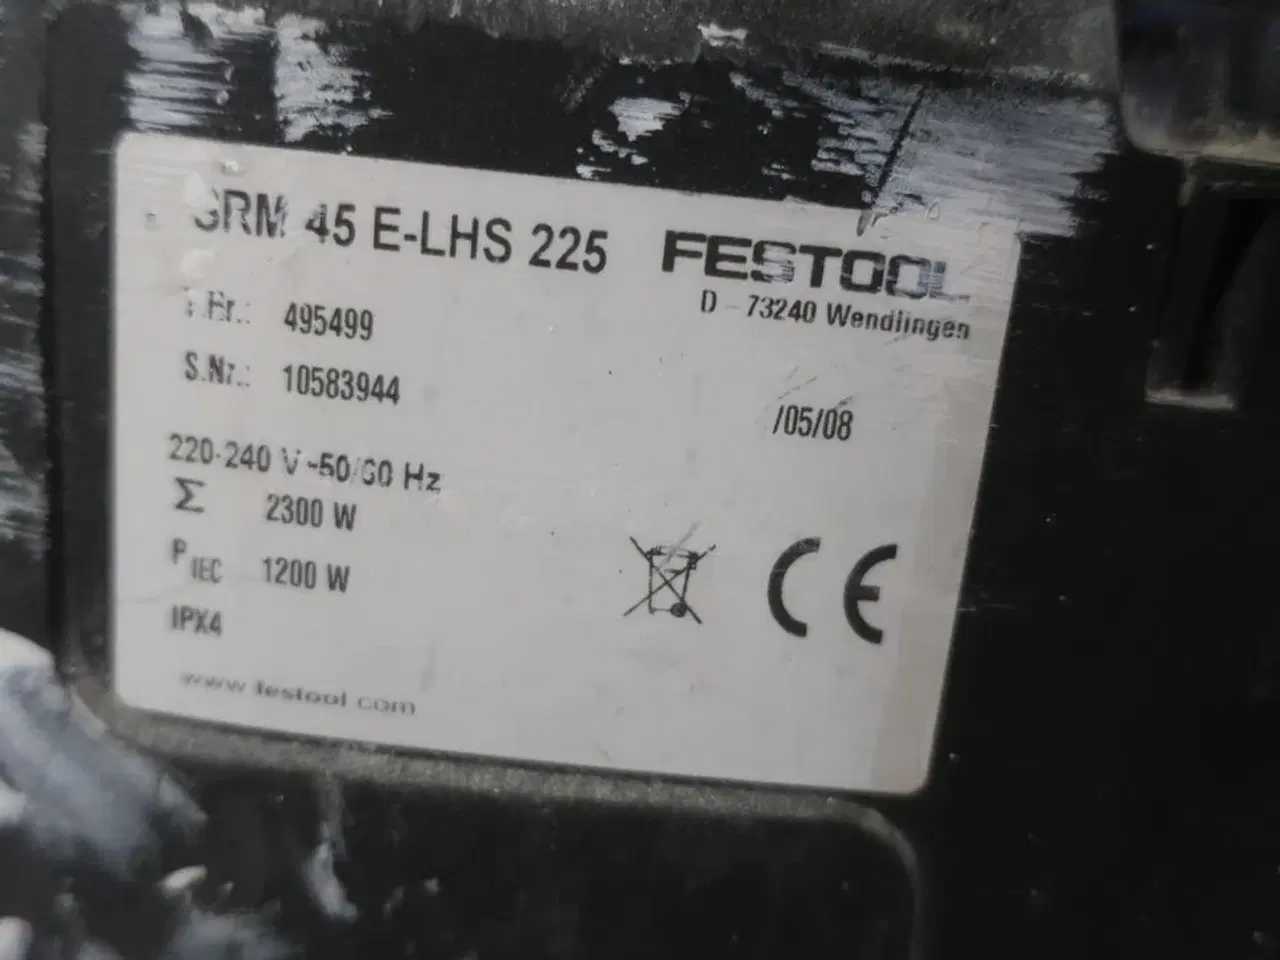 SRM 45 E-LHS 225
FESTOOL
D - 73240 Wendlingen
495499
S.Nr.: 10583944
/05/08
220-240 V ~50/60 Hz
Σ 2300 W
P IEC 1200 W
IPX4
www.festool.com
CE